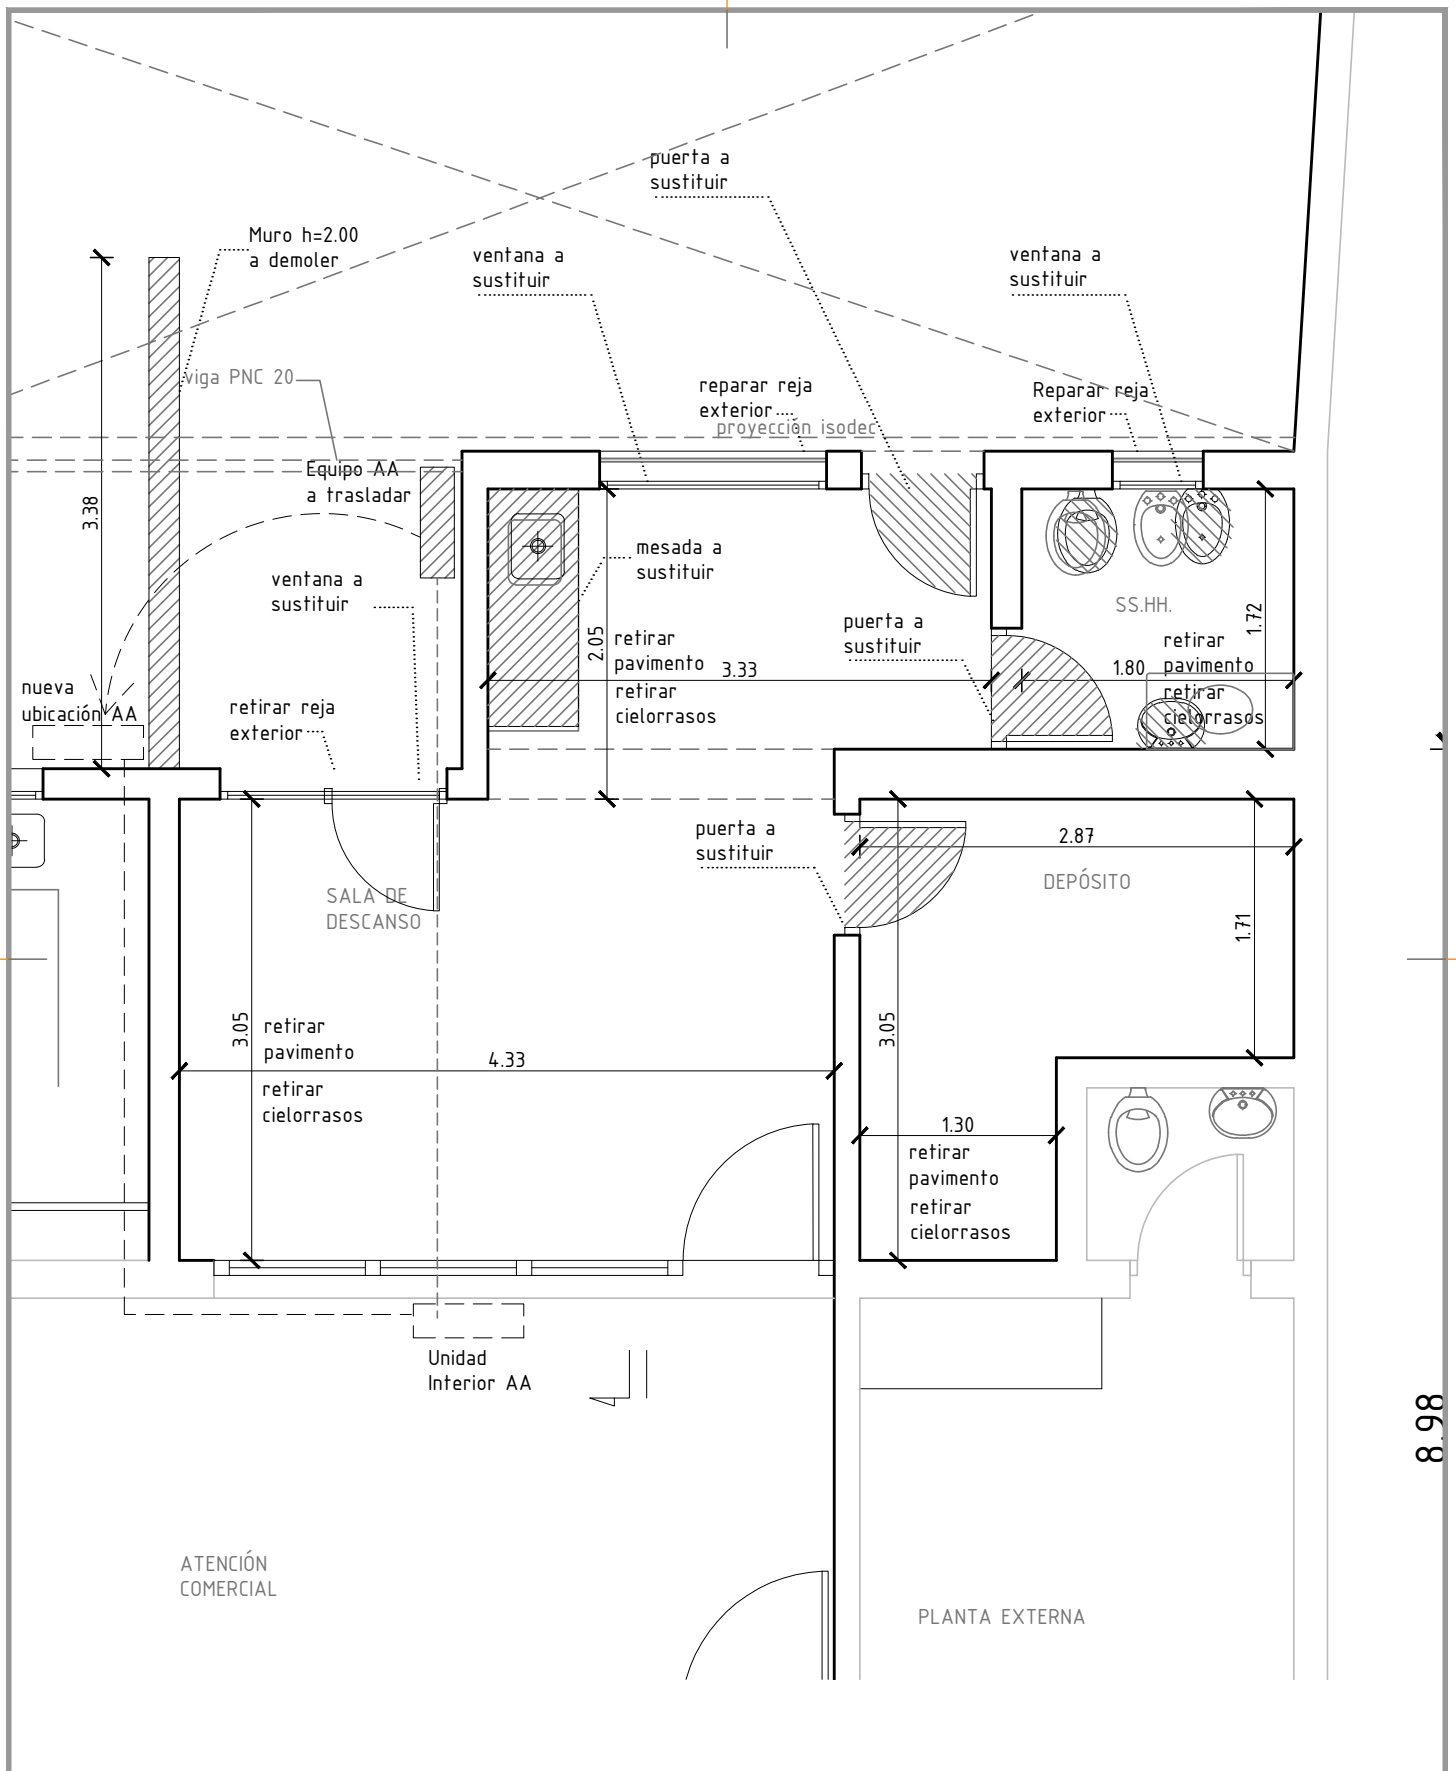 puerta a
sustituir
Muro h=2.00
a demoler
ventana a
sustituir
ventana a
sustituir
viga PNC 20
reparar reja
exterior
Reparar reja
exterior
proyección isodec
Equipo AA
a trasladar
3.38
mesada a
sustituir
ventana a
sustituir
SS.HH.
1.72
puerta a
sustituir
2.05
retirar
pavimento
3.33
retirar
cielorrasos
retirar
pavimento
1.80
retirar
cielorrasos
nueva
ubicación AA
retirar reja
exterior
puerta a
sustituir
2.87
DEPÓSITO
SALA DE
DESCANSO
1.71
3.05
retirar
pavimento
4.33
retirar
cielorrasos
3.05
1.30
retirar
pavimento
retirar
cielorrasos
Unidad
Interior AA
8.98
ATENCIÓN
COMERCIAL
PLANTA EXTERNA